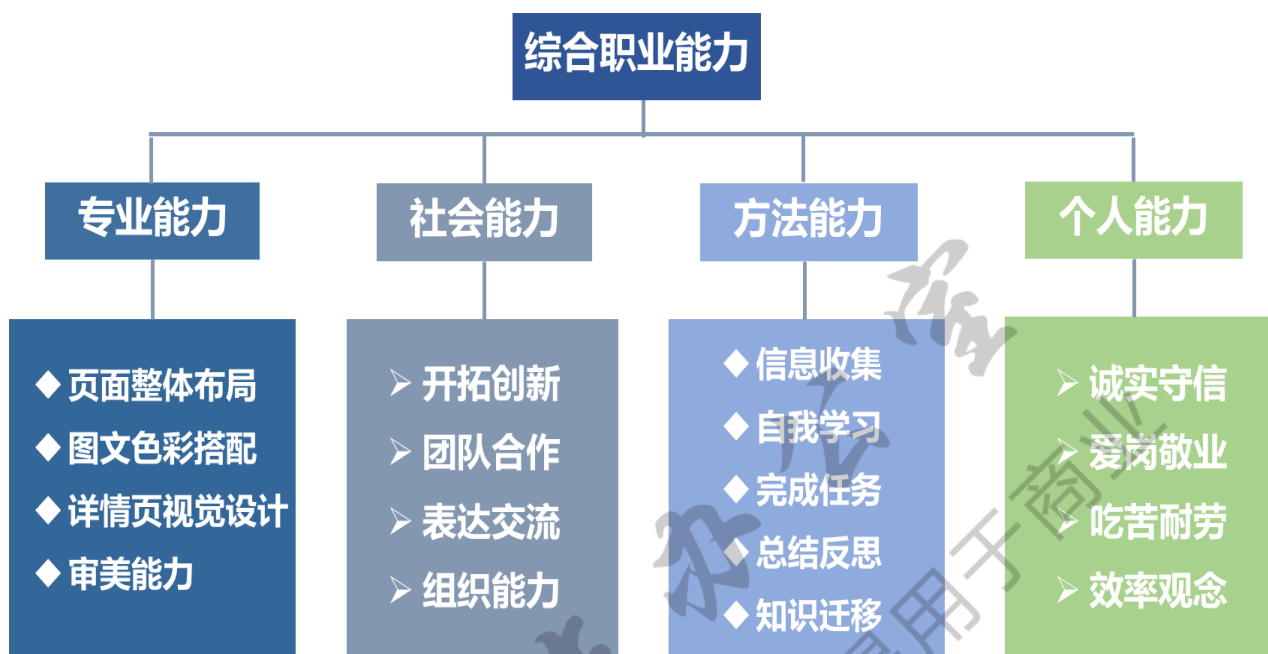 综合职业能力
专业能力
社会能力
方法能力
个人能力
页面整体布局
图文色彩搭配
详情页视觉设计
审美能力
开拓创新
团队合作
表达交流
组织能力
信息收集
自我学习
完成任务
总结反思
知识迁移
诚实守信
爱岗敬业
吃苦耐劳
效率观念
用于商业